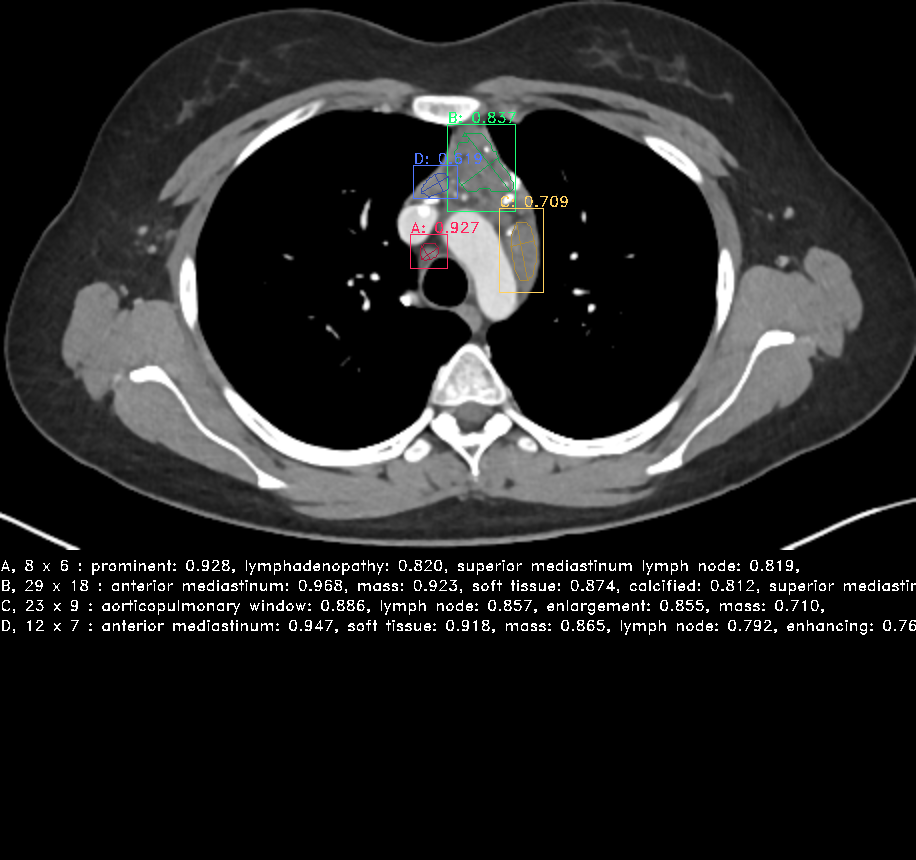 B: 0.837
D:
C: 0.709
A: 0.927
A, 8 x 6 : prominent: 0.928, lymphadenopathy: 0.820, superior mediastinum lymph node: 0.819,
B, 29 x 18 : anterior mediastinum: 0.968, mass: 0.923, soft tissue: 0.874, calcified: 0.812, superior mediastin
C, 23 x 9 : aorticopulmonary window: 0.886, lymph node: 0.857, enlargement: 0.855, mass: 0.710,
D, 12 x 7 : anterior mediastinum: 0.947, soft tissue: 0.918, mass: 0.865, lymph node: 0.792, enhancing: 0.76